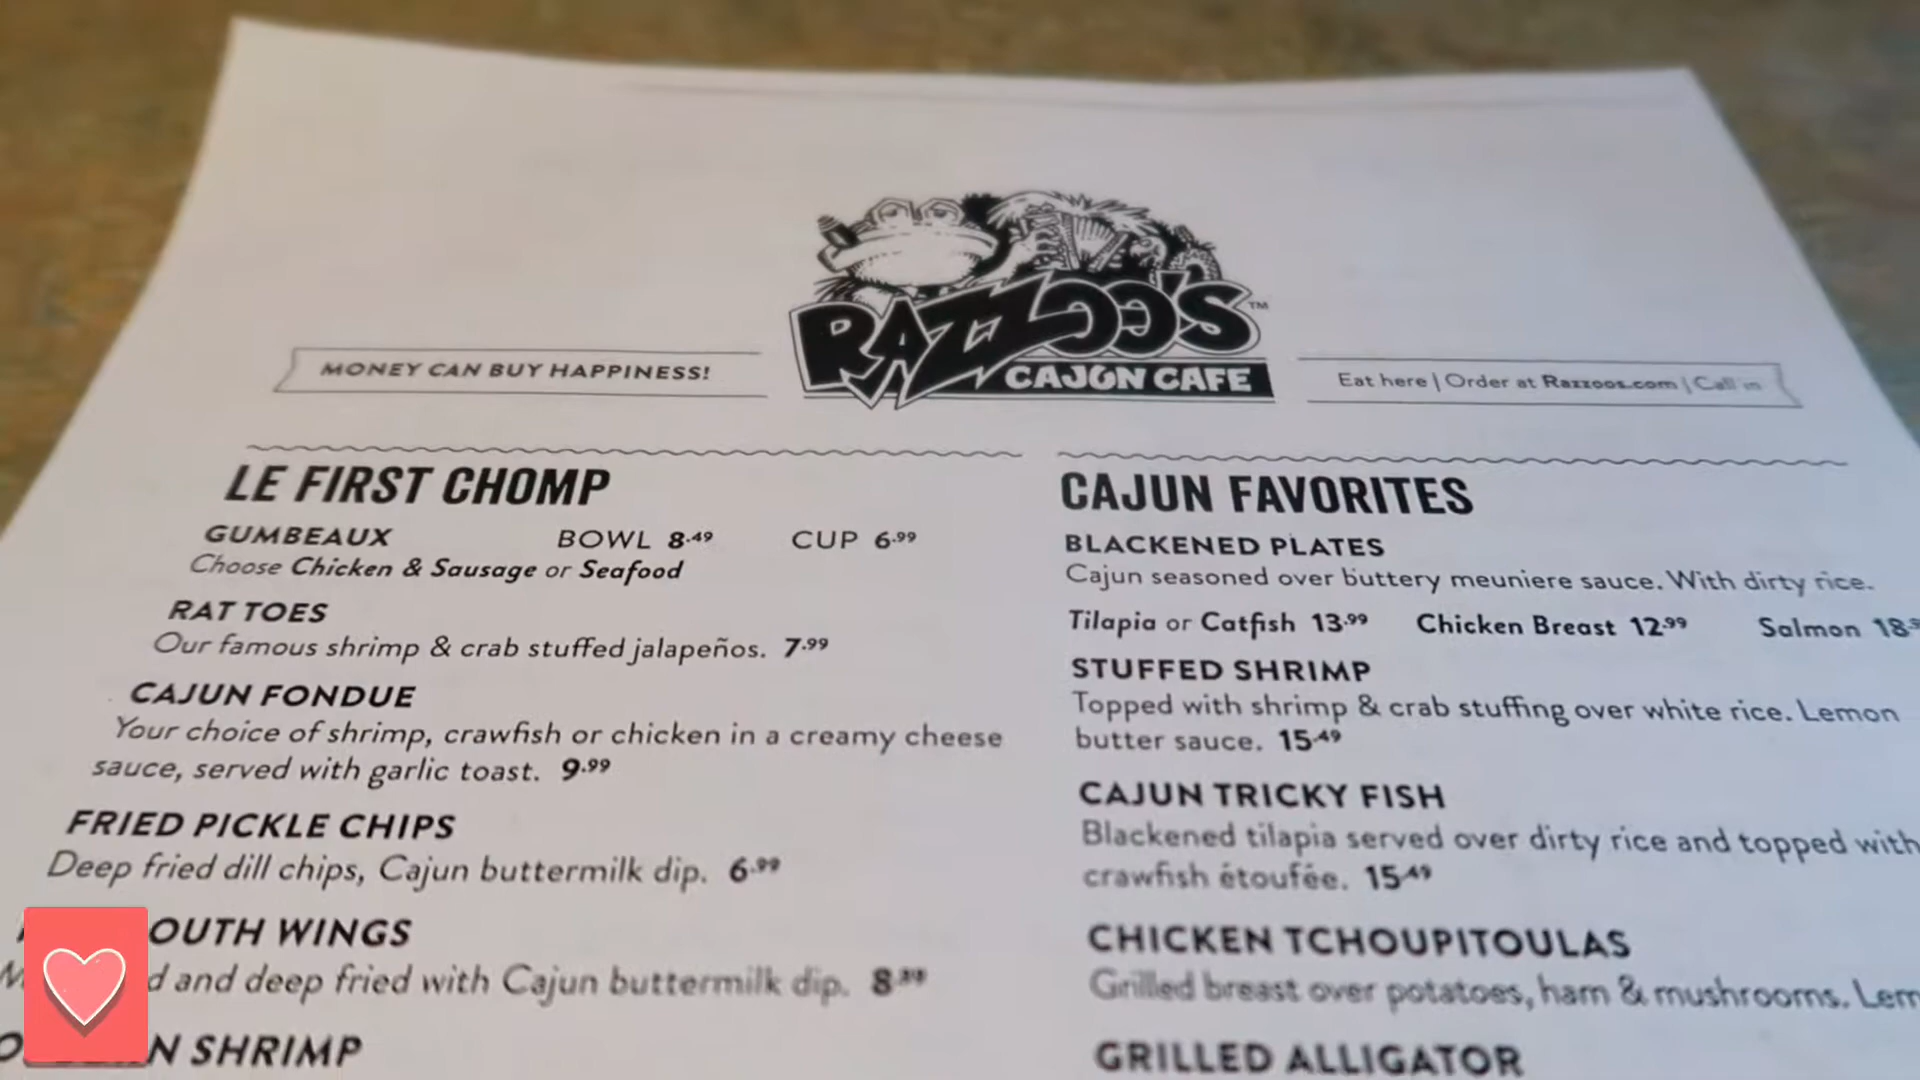 RAZZOO'S™
CAJUN CAFE
MONEY CAN BUY HAPPINESS!
Eat here | Order at Razzoos.com | Call in
LE FIRST CHOMP
GUMBEAUX BOWL 8.49 CUP 6.99
Choose Chicken & Sausage or Seafood
RAT TOES
Our famous shrimp & crab stuffed jalapeños. 7.99
CAJUN FONDUE
Your choice of shrimp, crawfish or chicken in a creamy cheese
sauce, served with garlic toast. 9.99
FRIED PICKLE CHIPS
Deep fried dill chips, Cajun buttermilk dip. 6.99
WINGS
and deep fried with Cajun buttermilk dip.
SHRIMP
CAJUN FAVORITES
BLACKENED PLATES
Cajun seasoned over buttery meuniere sauce. With dirty rice.
Tilapia or Catfish 13.99 Chicken Breast 12.99 Salmon
STUFFED SHRIMP
Topped with shrimp & crab stuffing over white rice. Lemon
butter sauce. 15.49
CAJUN TRICKY FISH
Blackened tilapia served over dirty rice and topped with
crawfish étoufée. 15.49
CHICKEN TCHOUPITOULAS
Grilled breast over potatoes, ham & mushrooms.
GRILLED ALLIGATOR